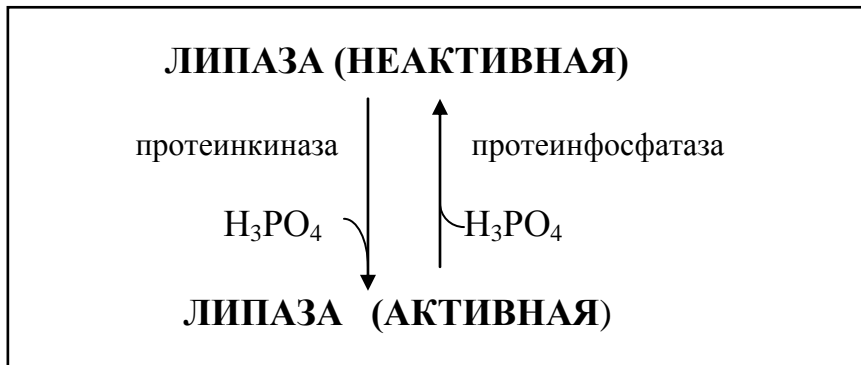 ЛИПАЗА (НЕАКТИВНАЯ)
протеинкиназа протеинфосфатаза
H₃PO₄ H₃PO₄
ЛИПАЗА (АКТИВНАЯ)